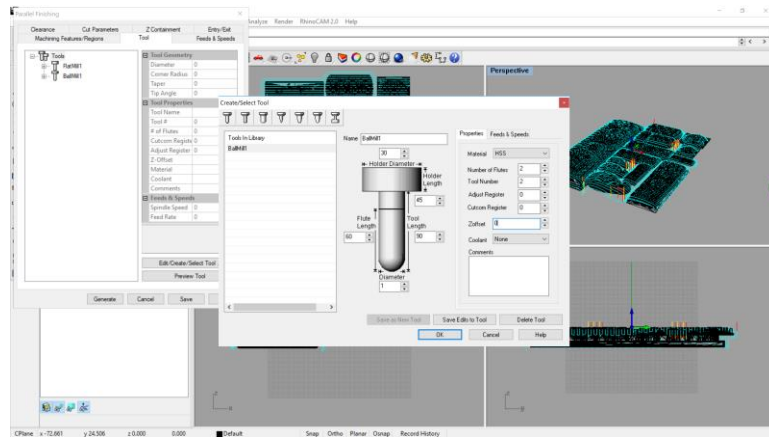 Parallel Finishing
Analyze Render RhinoCAM 2.0 Help
Clearance Cut Parameters Z Containment Entry/Exit
Machining Features/Regions Tool Feeds & Speeds
Tools
FlatMill1
BallMill1
Tool Geometry
Diameter 0
Corner Radius 0
Taper 0
Tip Angle 0
Tool Properties
Tool Name
Tool # 0
# of Flutes 0
Cutcom Registe 0
Adjust Register 0
Z-Offset
Material
Coolant
Comments
Feeds & Speeds
Spindle Speed 0
Feed Rate 0
Edit/Create/Select Tool ...
Preview Tool
Generate Cancel Save
Perspective
Create/Select Tool
Tools In Library
BallMill1
Name BallMill1
30
Holder Diameter
Holder
Length
45
Flute
Length
60
Tool
Length
90
Diameter
1
Properties Feeds & Speeds
Material HSS
Number of Flutes 2
Tool Number 2
Adjust Register 0
Cutcom Register 0
Zoffset 0
Coolant None
Comments
Save as New Tool Save Edits to Tool Delete Tool
OK Cancel Help
CPlane x -72.661 y 24.506 z 0.000 0.000 Default Snap Ortho Planar Osnap Record History